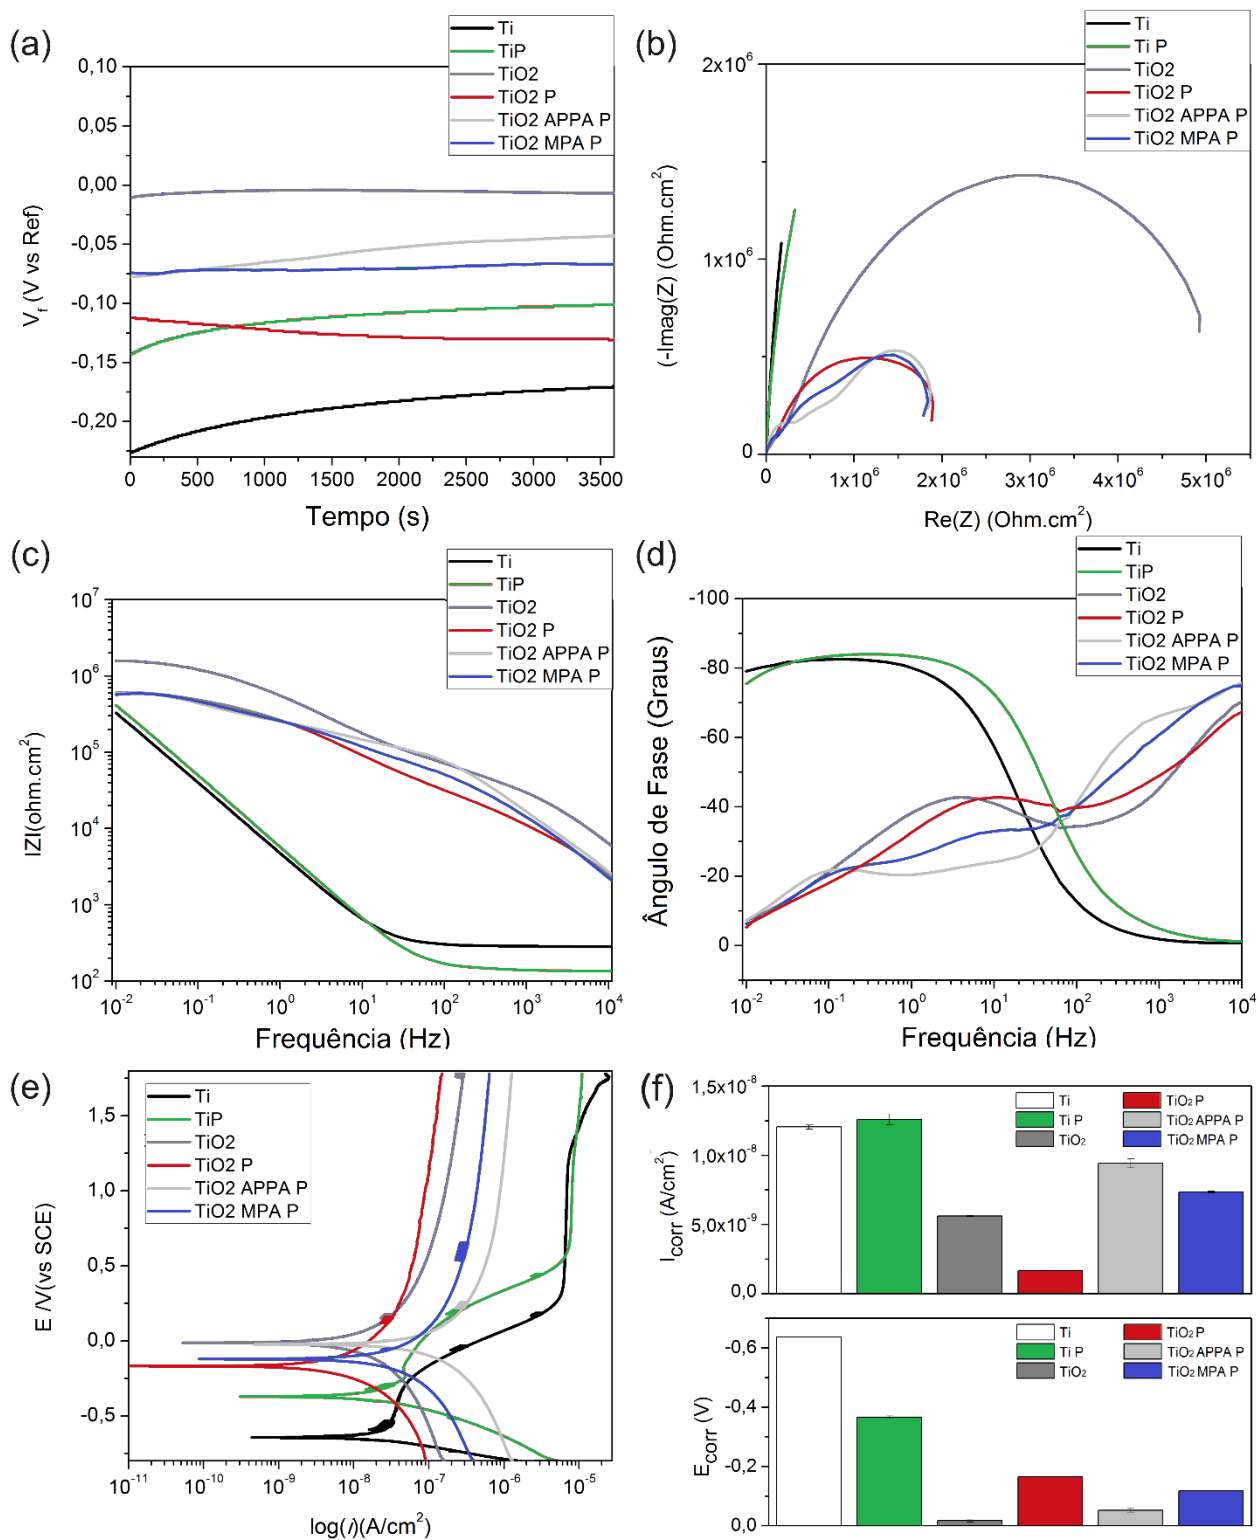 (a)
Ti
TiP
TiO2
TiO2 P
TiO2 APPA P
TiO2 MPA P
0,10
0,05
0,00
-0,05
-0,10
-0,15
-0,20
V_f (V vs Ref)
0 500 1000 1500 2000 2500 3000 3500
Tempo (s)
(b)
Ti
Ti P
TiO2
TiO2 P
TiO2 APPA P
TiO2 MPA P
2x10^6
1x10^6
0
(-Imag(Z) (Ohm.cm^2)
0 1x10^6 2x10^6 3x10^6 4x10^6 5x10^6
Re(Z) (Ohm.cm^2)
(c)
Ti
TiP
TiO2
TiO2 P
TiO2 APPA P
TiO2 MPA P
10^7
10^6
10^5
10^4
10^3
10^2
IZI(ohm.cm^2)
10^-2 10^-1 10^0 10^1 10^2 10^3 10^4
Frequência (Hz)
(d)
Ti
TiP
TiO2
TiO2 P
TiO2 APPA P
TiO2 MPA P
-100
-80
-60
-40
-20
0
Ângulo de Fase (Graus)
10^-2 10^-1 10^0 10^1 10^2 10^3 10^4
Frequência (Hz)
(e)
Ti
TiP
TiO2
TiO2 P
TiO2 APPA P
TiO2 MPA P
1,5
1,0
0,5
0,0
-0,5
E /V(vs SCE)
10^-11 10^-10 10^-9 10^-8 10^-7 10^-6 10^-5
log(I)(A/cm^2)
(f)
1,5x10^-8
1,0x10^-8
5,0x10^-9
0,0
I_corr (A/cm^2)
Ti TiO₂ P
Ti P TiO₂ APPA P
TiO₂ TiO₂ MPA P
-0,6
-0,4
-0,2
0,0
E_corr (V)
Ti TiO₂ P
Ti P TiO₂ APPA P
TiO₂ TiO₂ MPA P